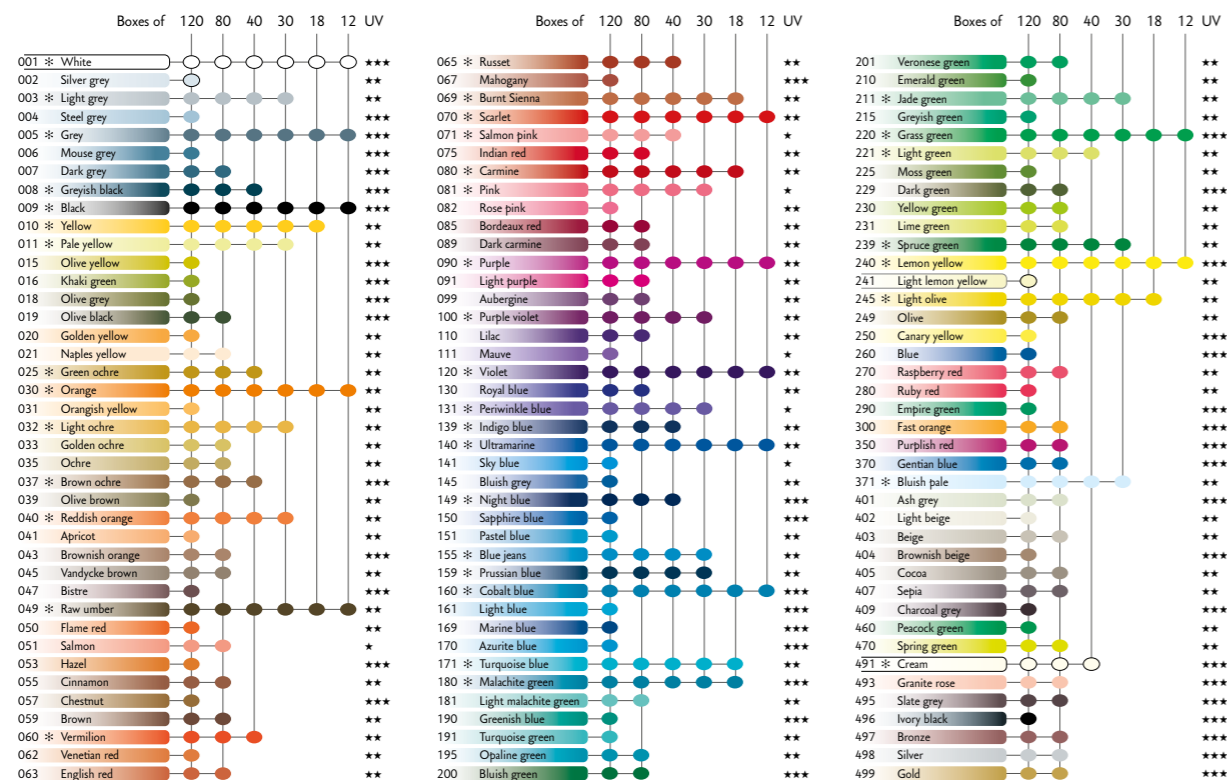 Boxes of 120 80 40 30 18 12 UV
001 * White ★★★
002 Silver grey ★★
003 * Light grey ★★
004 Steel grey ★★★
005 * Grey ★★★
006 Mouse grey ★★★
007 Dark grey ★★★
008 * Greyish black ★★★
009 * Black ★★★
010 * Yellow ★★
011 * Pale yellow ★★
015 Olive yellow ★★★
016 Khaki green ★★★
018 Olive grey ★★★
019 Olive black ★★★
020 Golden yellow ★★
021 Naples yellow ★★
025 * Green ochre ★★
030 * Orange ★★
031 Orangish yellow ★★
032 * Light ochre ★★
033 Golden ochre ★★
035 Ochre ★★
037 * Brown ochre ★★★
039 Olive brown ★★
040 * Reddish orange ★★
041 Apricot ★★
043 Brownish orange ★★★
045 Vandycke brown ★★
047 Bistre ★★★
049 * Raw umber ★★★
050 Flame red ★★
051 Salmon ★
053 Hazel ★★★
055 Cinnamon ★★
057 Chestnut ★★★
059 Brown ★★
060 * Vermilion ★★
062 Venetian red ★★
063 English red ★★
Boxes of 120 80 40 30 18 12 UV
065 * Russet ★★
067 Mahogany ★★★
069 * Burnt Sienna ★★
070 * Scarlet ★★
071 * Salmon pink ★
075 Indian red ★★
080 * Carmine ★★
081 * Pink ★
082 Rose pink ★★
085 Bordeaux red ★★
089 Dark carmine ★★
090 * Purple ★★
091 Light purple ★★
099 Aubergine ★★
100 * Purple violet ★★
110 Lilac ★★
111 Mauve ★
120 * Violet ★★
130 Royal blue ★★
131 * Periwinkle blue ★
139 * Indigo blue ★★
140 * Ultramarine ★★
141 Sky blue ★
145 Bluish grey ★★
149 * Night blue ★★★
150 Sapphire blue ★★★
151 Pastel blue ★★
155 * Blue jeans ★★
159 * Prussian blue ★★
160 * Cobalt blue ★★★
161 Light blue ★★★
169 Marine blue ★★★
170 Azurite blue ★★★
171 * Turquoise blue ★★
180 * Malachite green ★★★
181 Light malachite green ★★
190 Greenish blue ★★★
191 Turquoise green ★★
195 Opaline green ★★
200 Bluish green ★★★
Boxes of 120 80 40 30 18 12 UV
201 Veronese green ★★
210 Emerald green ★★
211 * Jade green ★★
215 Greyish green ★★
220 * Grass green ★★★
221 * Light green ★★
225 Moss green ★★
229 Dark green ★★★
230 Yellow green ★★
231 Lime green ★★
239 * Spruce green ★★
240 * Lemon yellow ★★★
241 Light lemon yellow ★★
245 * Light olive ★★
249 Olive ★★
250 Canary yellow ★★★
260 Blue ★★★
270 Raspberry red ★★
280 Ruby red ★★
290 Empire green ★★★
300 Fast orange ★★★
350 Purplish red ★★★
370 Gentian blue ★★★
371 * Bluish pale ★★
401 Ash grey ★★★
402 Light beige ★★
403 Beige ★★
404 Brownish beige ★★★
405 Cocoa ★★
407 Sepia ★★
409 Charcoal grey ★★★
460 Peacock green ★★
470 Spring green ★★
491 * Cream ★★★
493 Granite rose ★★★
495 Slate grey ★★★
496 Ivory black ★★★
497 Bronze ★★★
498 Silver ★★★
499 Gold ★★★